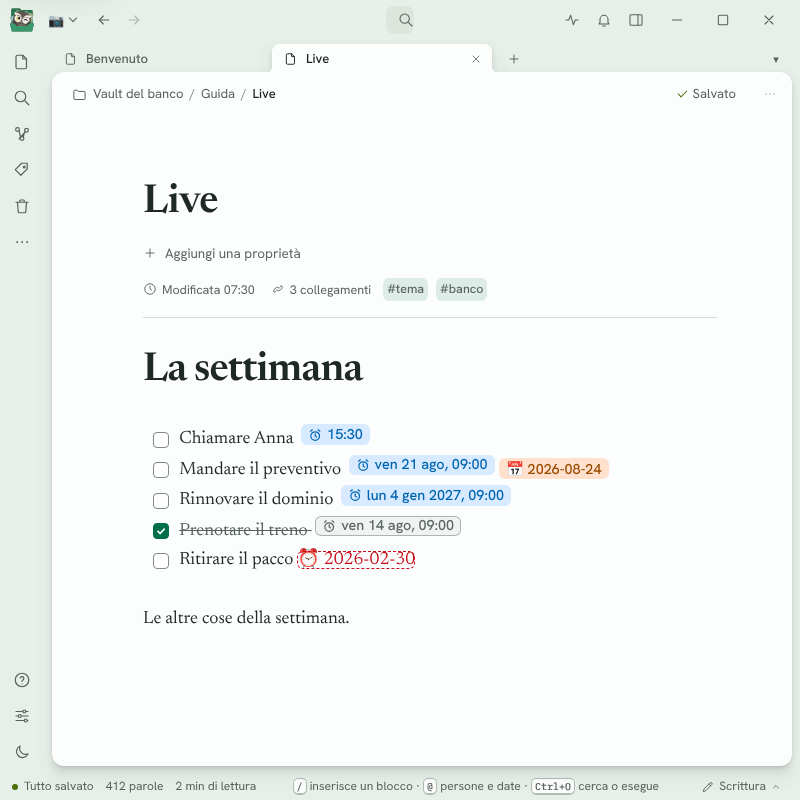 Benvenuto
Live
Vault del banco / Guida / Live
Salvato
Live
Aggiungi una proprietà
Modificata 07:30 3 collegamenti #tema #banco
La settimana
Chiamare Anna 15:30
Mandare il preventivo ven 21 ago, 09:00 2026-08-24
Rinnovare il dominio lun 4 gen 2027, 09:00
Prenotare il treno ven 14 ago, 09:00
Ritirare il pacco ⏰ 2026-02-30
Le altre cose della settimana.
Tutto salvato 412 parole 2 min di lettura / inserisce un blocco · @ persone e date · Ctrl+O cerca o esegue Scrittura